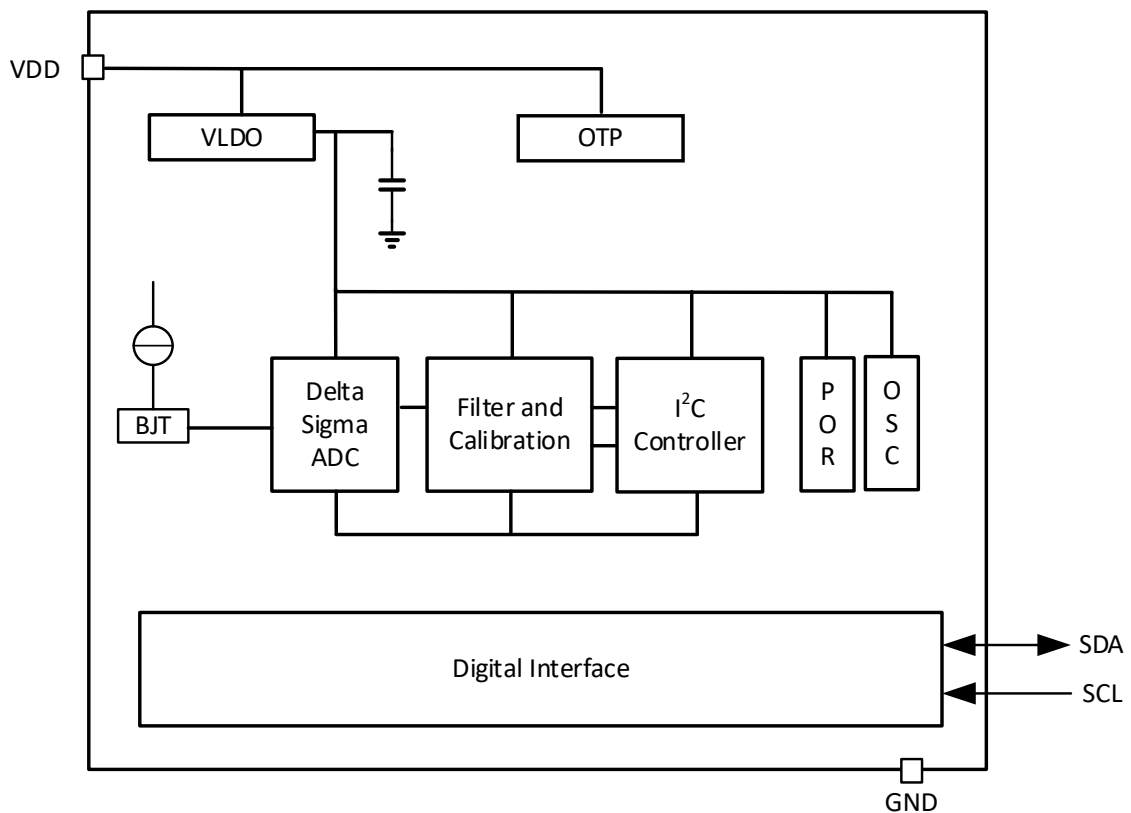 VDD
VLDO
OTP
BJT
Delta
Sigma
ADC
Filter and
Calibration
I²C
Controller
P
O
R
O
S
C
Digital Interface
SDA
SCL
GND